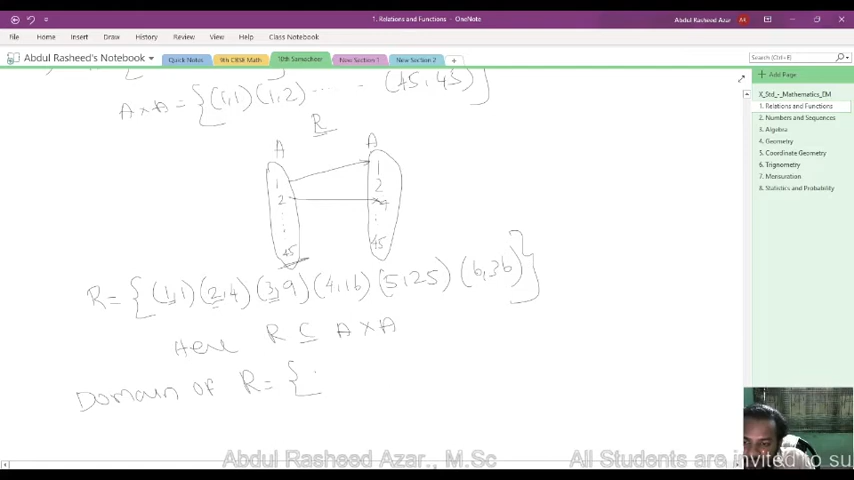 1. Relations and Functions - OneNote
Abdul Rasheed Azar
AK
File Home Insert Draw History Review View Help Class Notebook
Abdul Rasheed's Notebook
Quick Notes
9th CBSE Math
10th Samacheer
New Section 1
New Section 2
Search (Ctrl+E)
Add Page
X_Std_-_Mathematics_EM
1. Relations and Functions
2. Numbers and Sequences
3. Algebra
4. Geometry
5. Coordinate Geometry
6. Trigonometry
7. Mensuration
8. Statistics and Probability
A×A = {(1,1) (1,2) ..... (45,45)}
R
A A
1 1
2 2
4
45 45
R = {(1,1) (2,4) (3,9) (4,16) (5,25) (6,36)}
Here R ⊆ A×A
Domain of R = {
Abdul Rasheed Azar., M.Sc All Students are invited to su